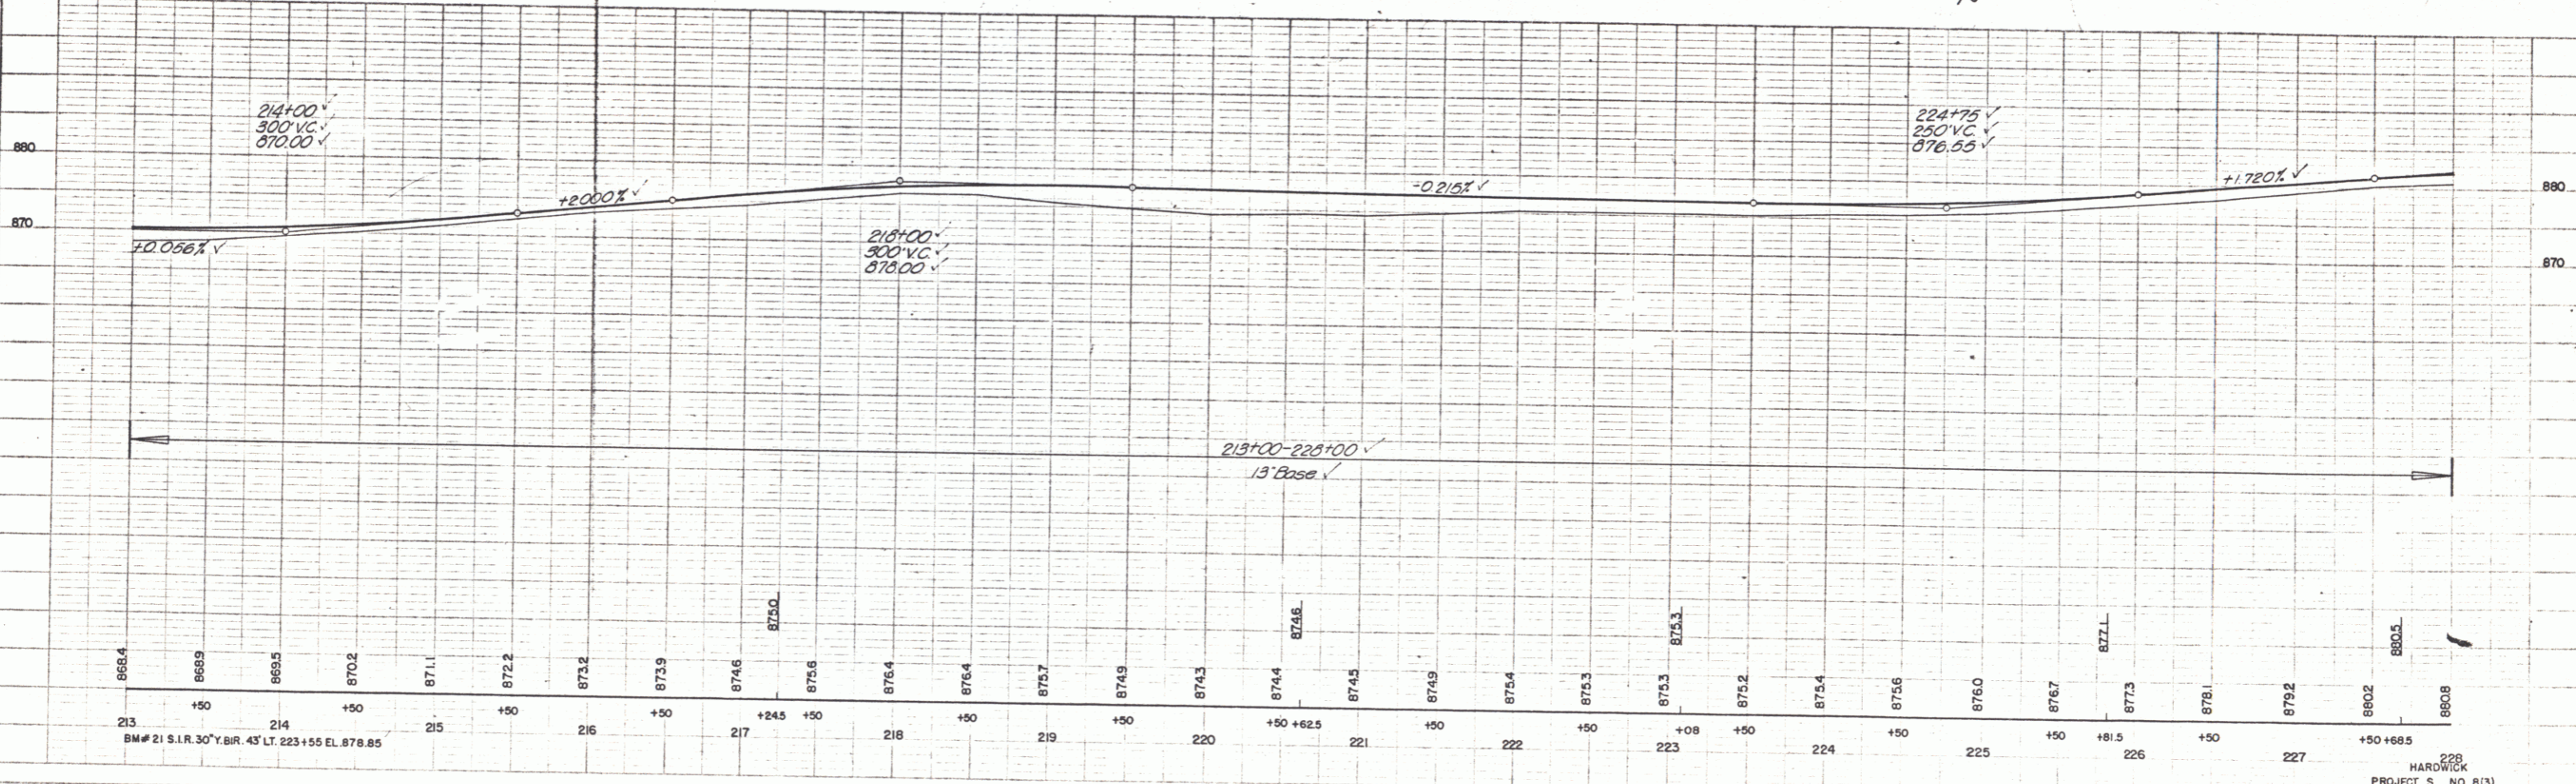 214+00 ✓
300' V.C. ✓
870.00 ✓
224+75 ✓
250' V.C. ✓
876.55 ✓
880
+2.000% ✓
-0.215% ✓
+1.720% ✓
880
870
+0.056% ✓
218+00 ✓
300' V.C. ✓
878.00 ✓
870
213+00-228+00 ✓
13" Base ✓
875.0 874.6 875.3 877.1 880.5
868.4 868.9 869.5 870.2 871.1 872.2 873.2 873.9 874.6 875.6 876.4 876.4 875.7 874.9 874.3 874.4 874.5 874.9 875.4 875.3 875.3 875.2 875.4 875.6 876.0 876.7 877.3 878.1 879.2 880.2 880.8
+50 +50 +50 +50 +24.5 +50 +50 +50 +50 +62.5 +50 +50 +08 +50 +50 +50 +81.5 +50 +50 +68.5
213 214 215 216 217 218 219 220 221 222 223 224 225 226 227 228
BM# 21 S.I.R. 30" Y.BIR. 43' LT. 223+55 EL. 878.85
HARDWICK
PROJECT S NO. 8(3)